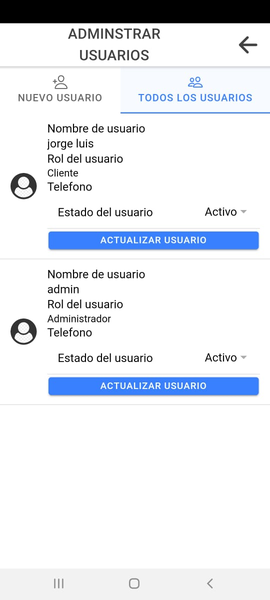 ADMINSTRAR
USUARIOS
NUEVO USUARIO
TODOS LOS USUARIOS
Nombre de usuario
jorge luis
Rol del usuario
Cliente
Telefono
Estado del usuario Activo
ACTUALIZAR USUARIO
Nombre de usuario
admin
Rol del usuario
Administrador
Telefono
Estado del usuario Activo
ACTUALIZAR USUARIO